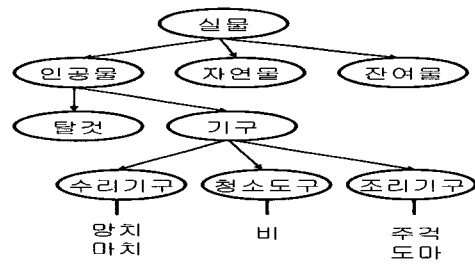 실물
인공물 자연물 잔여물
탈것 기구
수리기구 청소도구 조리기구
망치 비 주걱
마치 도마